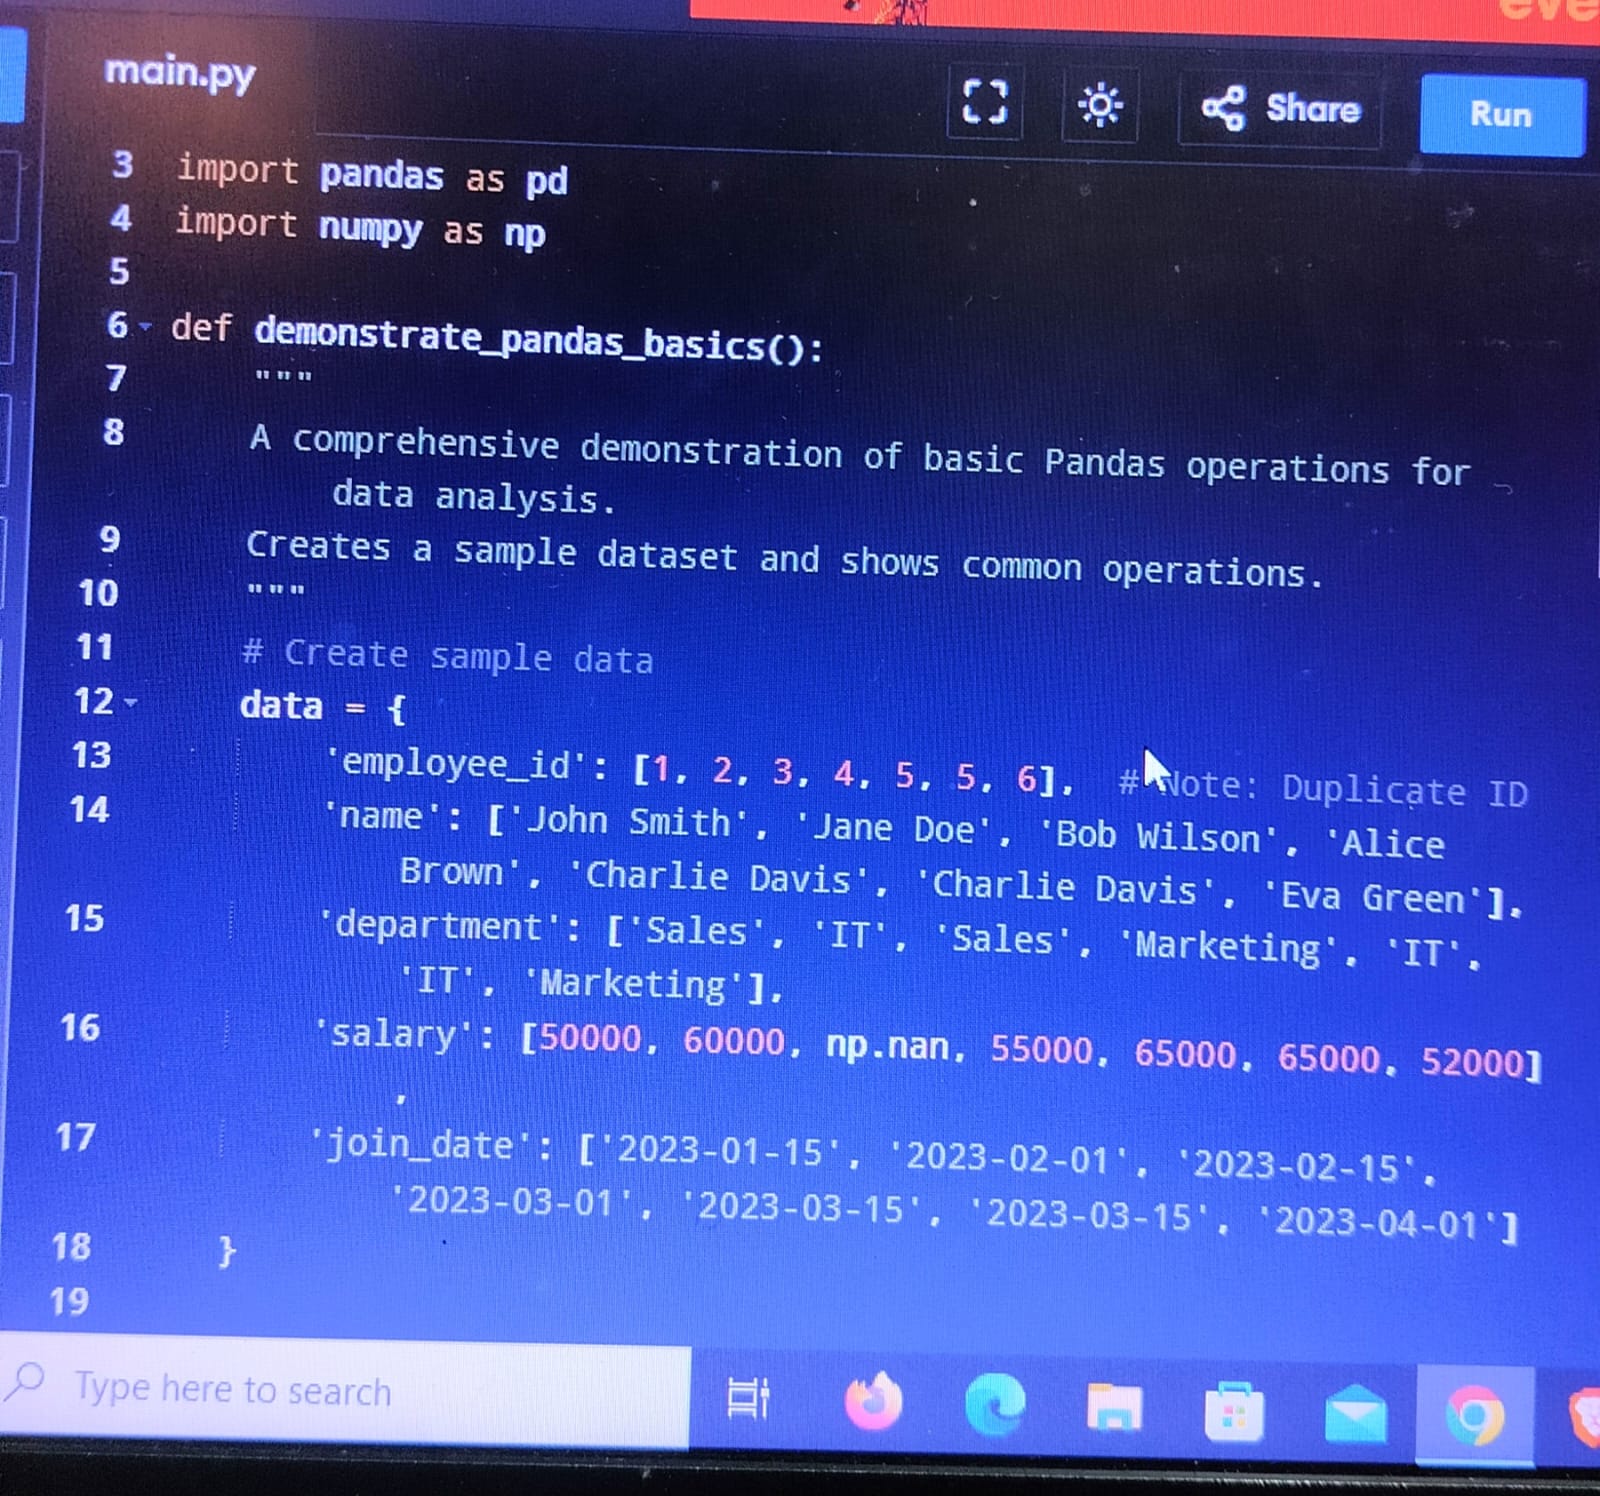 eve
main.py
Share
Run
3 import pandas as pd
4 import numpy as np
5
6 def demonstrate_pandas_basics():
7 """
8 A comprehensive demonstration of basic Pandas operations for
data analysis.
9 Creates a sample dataset and shows common operations.
10 """
11 # Create sample data
12 data = {
13 'employee_id': [1, 2, 3, 4, 5, 5, 6], # Note: Duplicate ID
14 'name': ['John Smith', 'Jane Doe', 'Bob Wilson', 'Alice
Brown', 'Charlie Davis', 'Charlie Davis', 'Eva Green'],
15 'department': ['Sales', 'IT', 'Sales', 'Marketing', 'IT',
'IT', 'Marketing'],
16 'salary': [50000, 60000, np.nan, 55000, 65000, 65000, 52000]
,
17 'join_date': ['2023-01-15', '2023-02-01', '2023-02-15',
'2023-03-01', '2023-03-15', '2023-03-15', '2023-04-01']
18 }
19
Type here to search